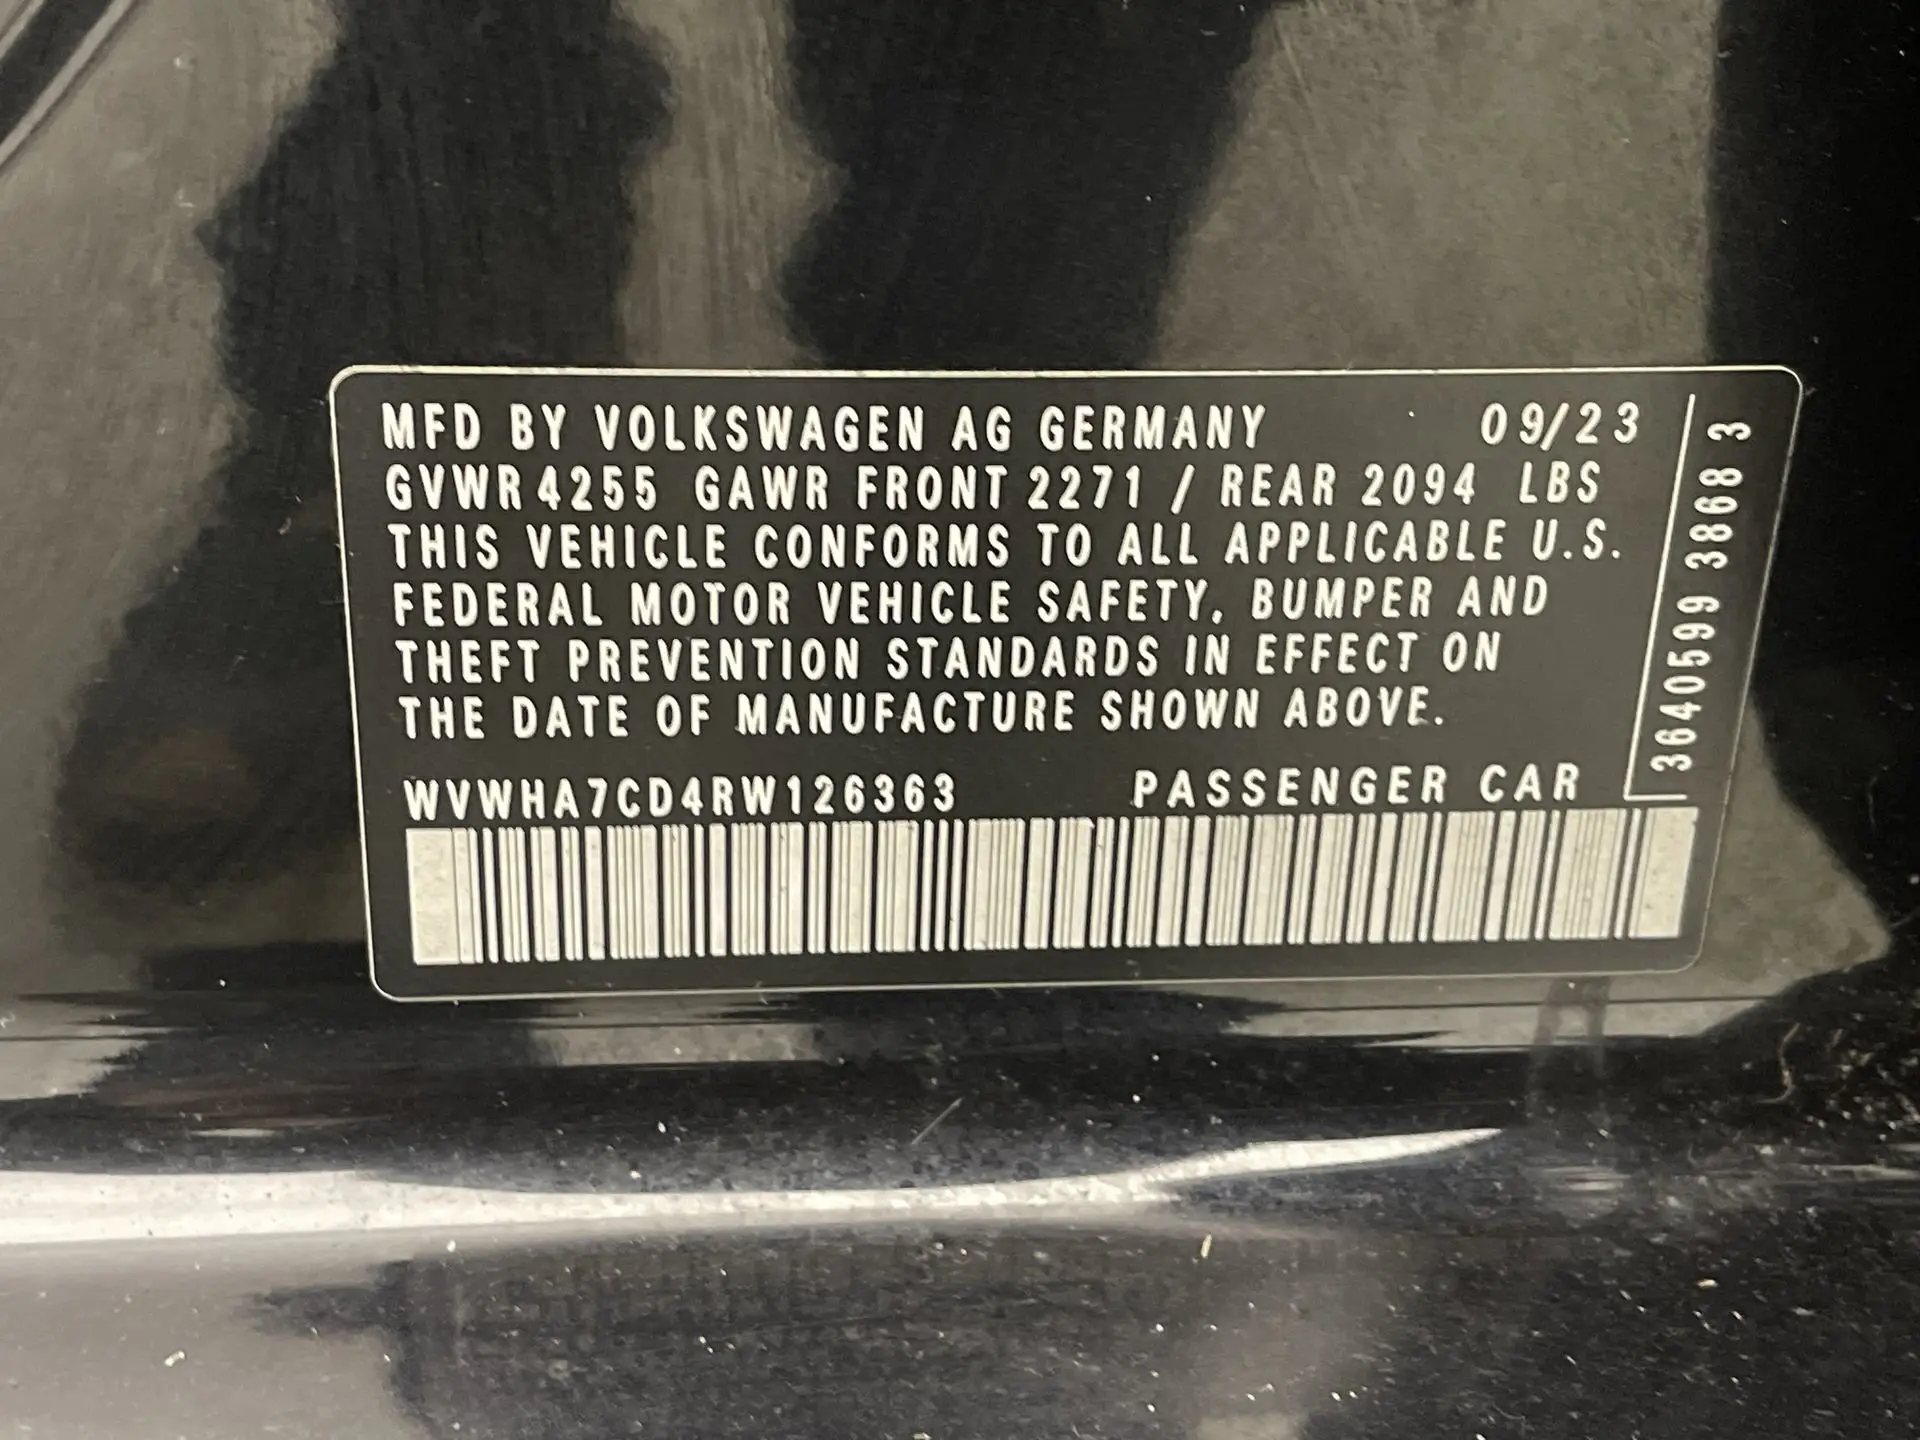 MFD BY VOLKSWAGEN AG GERMANY 09/23
GVWR 4255 GAWR FRONT 2271 / REAR 2094 LBS
THIS VEHICLE CONFORMS TO ALL APPLICABLE U.S.
FEDERAL MOTOR VEHICLE SAFETY, BUMPER AND
THEFT PREVENTION STANDARDS IN EFFECT ON
THE DATE OF MANUFACTURE SHOWN ABOVE.
WVWHA7CD4RW126363 PASSENGER CAR
3640599 3868 3